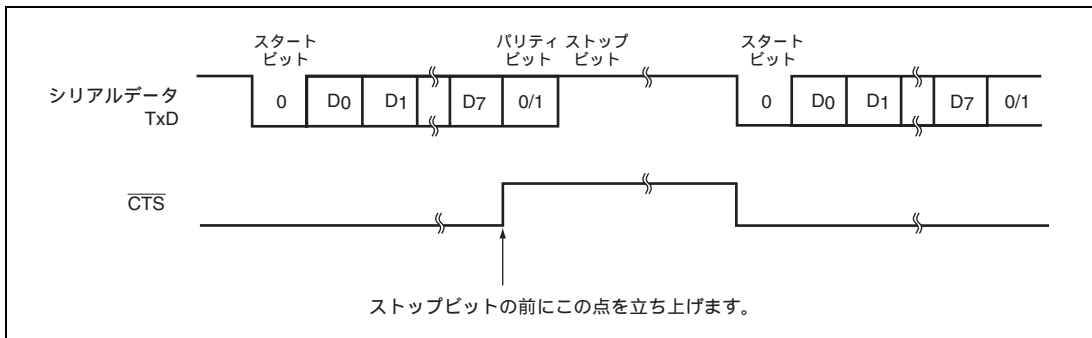 スタート
ビット
パリティ ストップ
ビット ビット
スタート
ビット
シリアルデータ
TxD
0 D0 D1 D7 0/1 0 D0 D1 D7 0/1
CTS
ストップビットの前にこの点を立ち上げます。